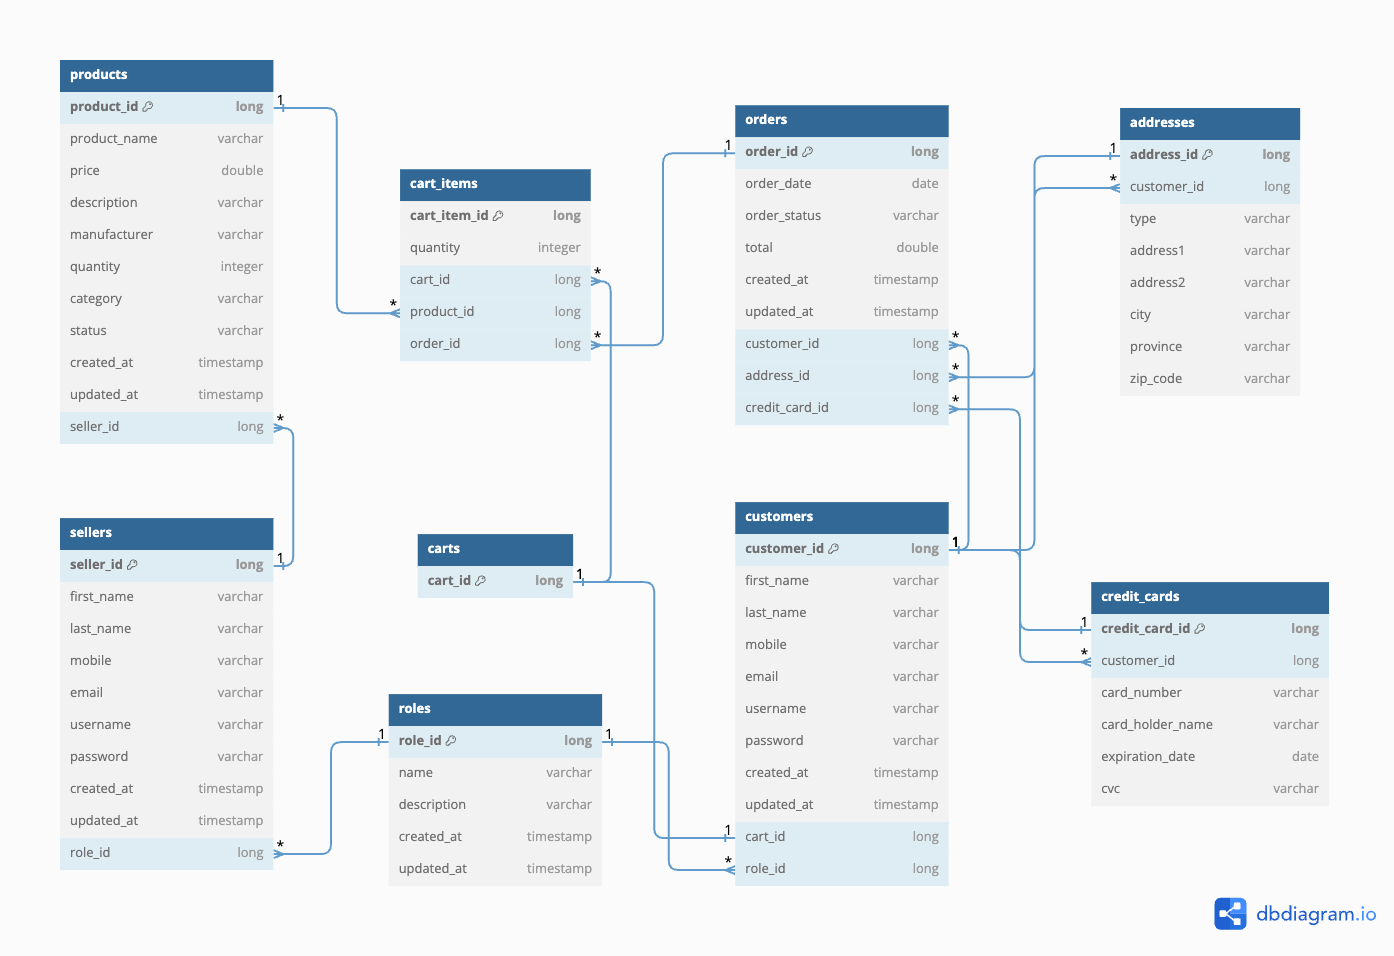 products
product_id long
product_name varchar
price double
description varchar
manufacturer varchar
quantity integer
category varchar
status varchar
created_at timestamp
updated_at timestamp
seller_id long
1
*
cart_items
cart_item_id long
quantity integer
cart_id long
product_id long
order_id long
*
*
*
orders
order_id long
order_date date
order_status varchar
total double
created_at timestamp
updated_at timestamp
customer_id long
address_id long
credit_card_id long
1
*
*
*
addresses
address_id long
customer_id long
type varchar
address1 varchar
address2 varchar
city varchar
province varchar
zip_code varchar
1
*
sellers
seller_id long
first_name varchar
last_name varchar
mobile varchar
email varchar
username varchar
password varchar
created_at timestamp
updated_at timestamp
role_id long
1
*
carts
cart_id long
1
roles
role_id long
name varchar
description varchar
created_at timestamp
updated_at timestamp
1
1
customers
customer_id long
first_name varchar
last_name varchar
mobile varchar
email varchar
username varchar
password varchar
created_at timestamp
updated_at timestamp
cart_id long
role_id long
1
1
*
credit_cards
credit_card_id long
customer_id long
card_number varchar
card_holder_name varchar
expiration_date date
cvc varchar
1
*
dbdiagram.io